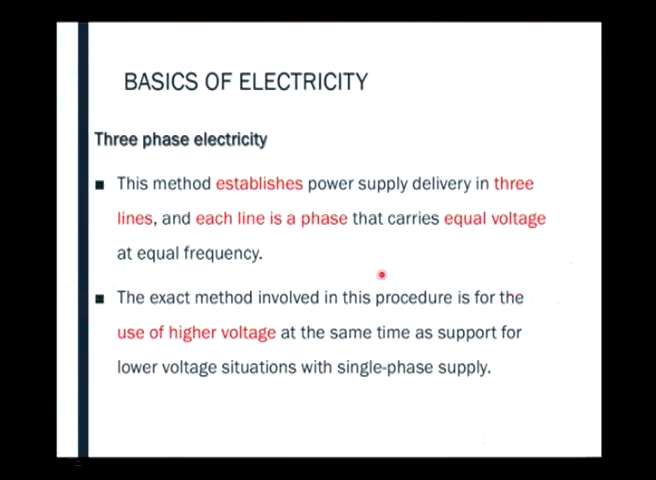 BASICS OF ELECTRICITY
Three phase electricity
This method establishes power supply delivery in three
lines, and each line is a phase that carries equal voltage
at equal frequency.
The exact method involved in this procedure is for the
use of higher voltage at the same time as support for
lower voltage situations with single-phase supply.